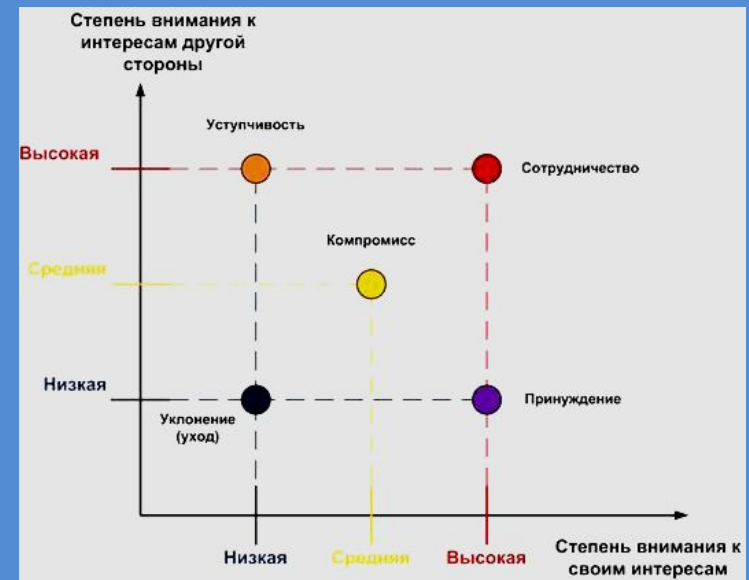 Степень внимания к
интересам другой
стороны
Уступчивость
Высокая
Сотрудничество
Компромисс
Средняя
Низкая
Принуждение
Уклонение
(уход)
Низкая
Средняя
Высокая
Степень внимания к
своим интересам